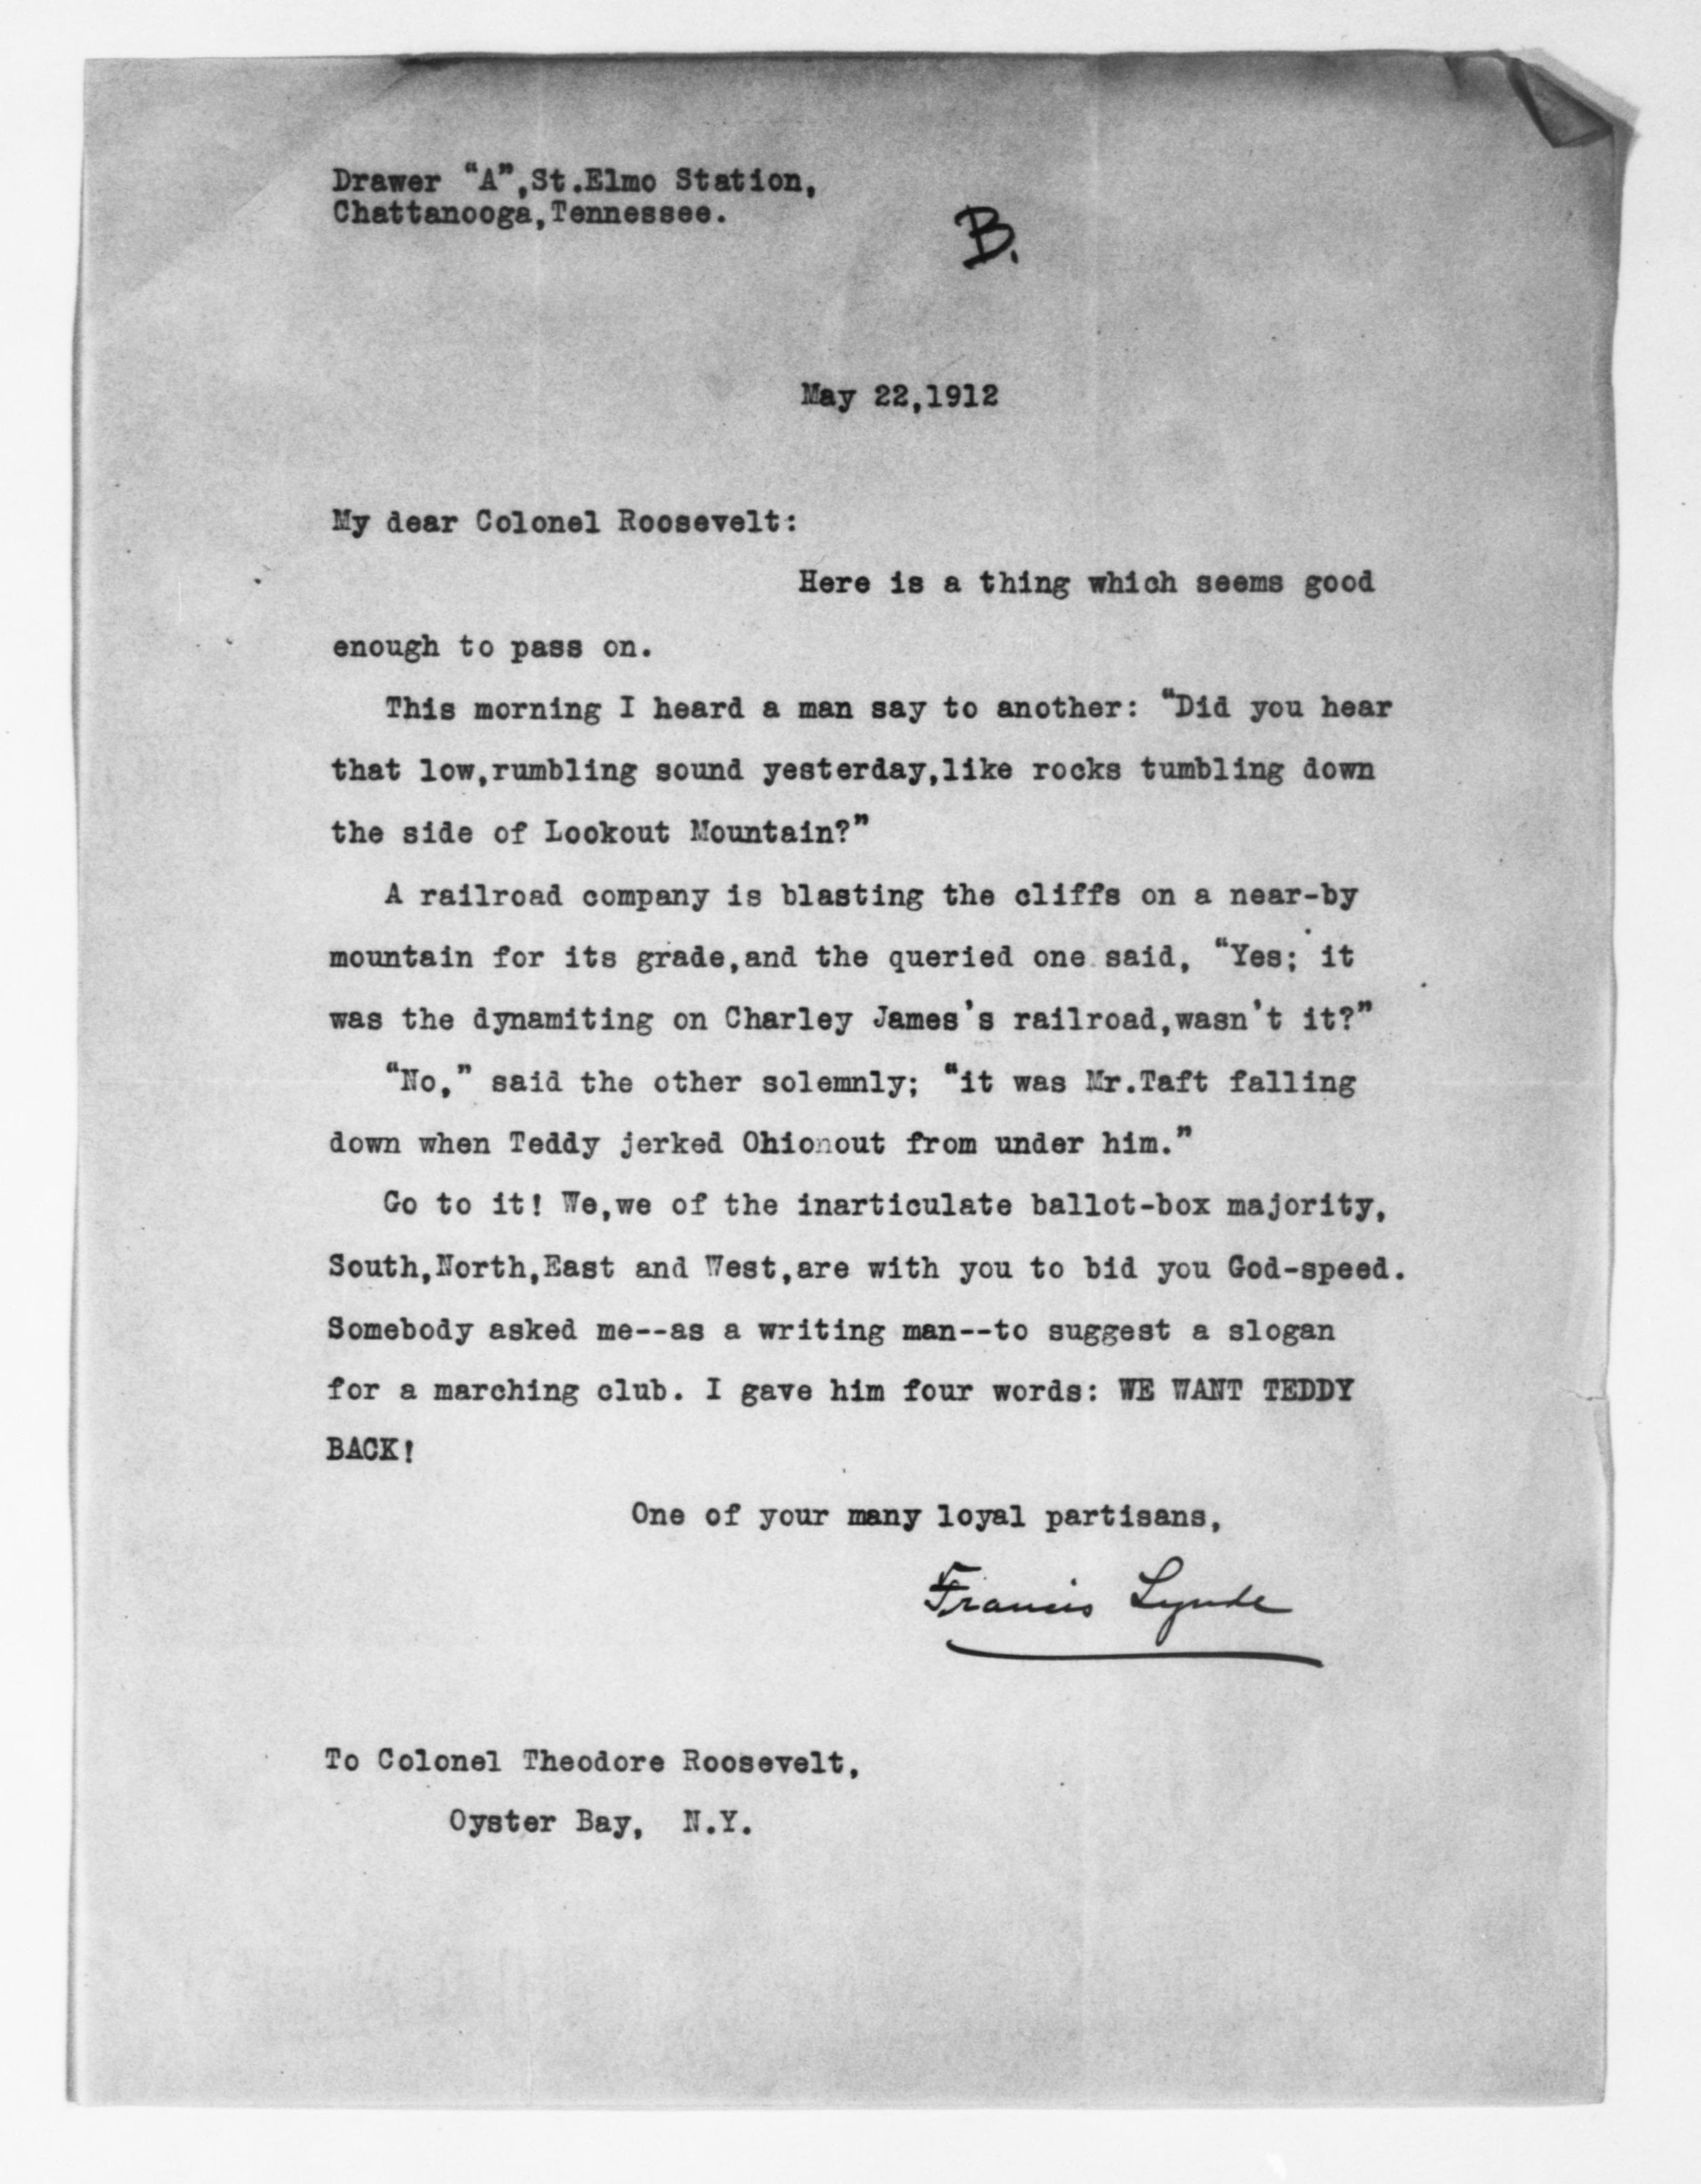 Drawer “A”,St.Elmo Station,
Chattanooga,Tennessee.
B.
May 22,1912
My dear Colonel Roosevelt:
Here is a thing which seems good
enough to pass on.
This morning I heard a man say to another: “Did you hear
that low,rumbling sound yesterday,like rocks tumbling down
the side of Lookout Mountain?”
A railroad company is blasting the cliffs on a near-by
mountain for its grade,and the queried one said, “Yes; it
was the dynamiting on Charley James's railroad,wasn't it?”
“No,” said the other solemnly; “it was Mr.Taft falling
down when Teddy jerked Ohionout from under him.”
Go to it! We,we of the inarticulate ballot-box majority,
South,North,East and West,are with you to bid you God-speed.
Somebody asked me--as a writing man--to suggest a slogan
for a marching club. I gave him four words: WE WANT TEDDY
BACK!
One of your many loyal partisans,
Francis Lynde
To Colonel Theodore Roosevelt,
Oyster Bay, N.Y.